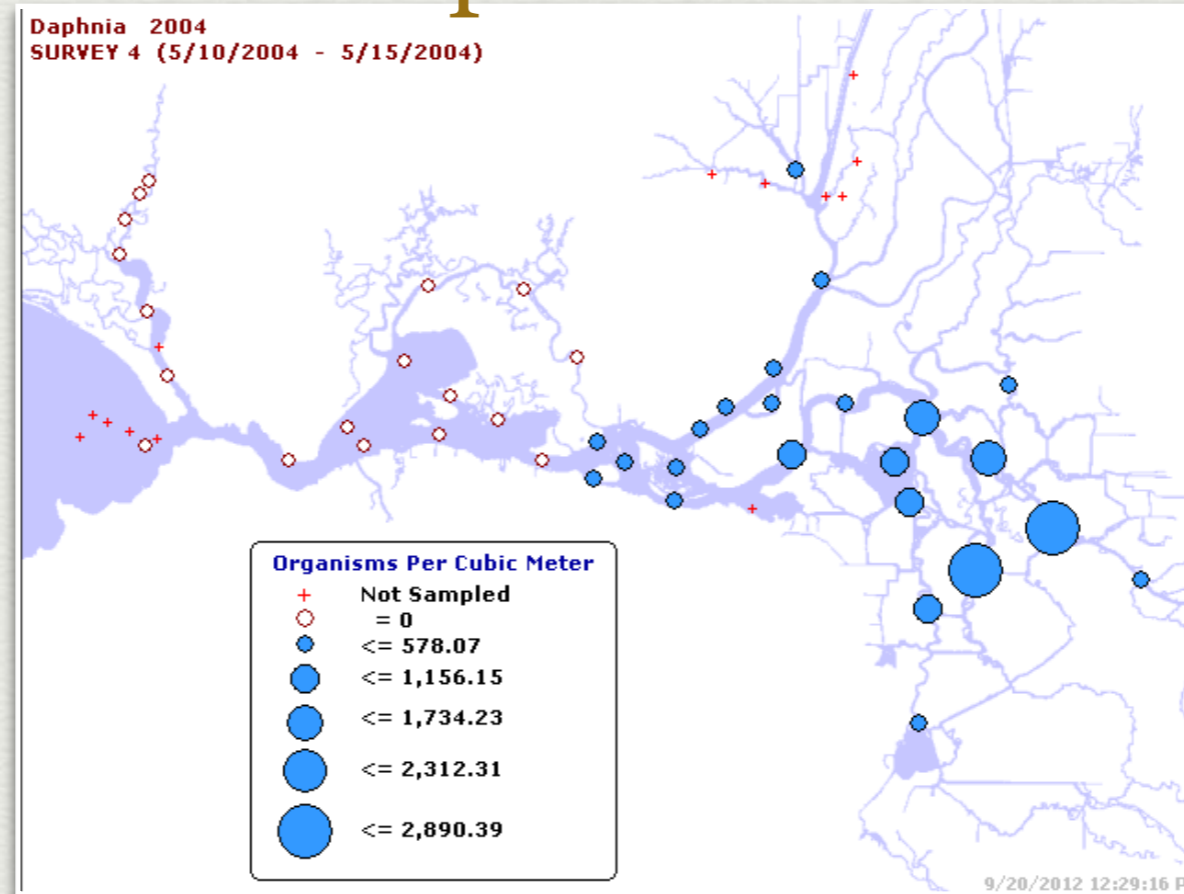 Daphnia 2004
SURVEY 4 (5/10/2004 - 5/15/2004)
Organisms Per Cubic Meter
Not Sampled
= 0
<= 578.07
<= 1,156.15
<= 1,734.23
<= 2,312.31
<= 2,890.39
9/20/2012 12:29:16 P